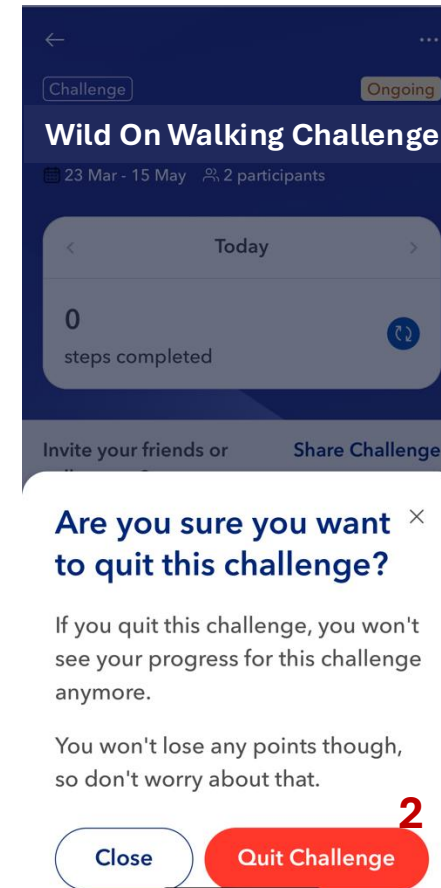 Challenge
Ongoing
Wild On Walking Challenge
23 Mar - 15 May 2 participants
Today
0
steps completed
Invite your friends or
Share Challenge
Are you sure you want
to quit this challenge?
If you quit this challenge, you won't
see your progress for this challenge
anymore.
You won't lose any points though,
so don't worry about that.
2
Close
Quit Challenge